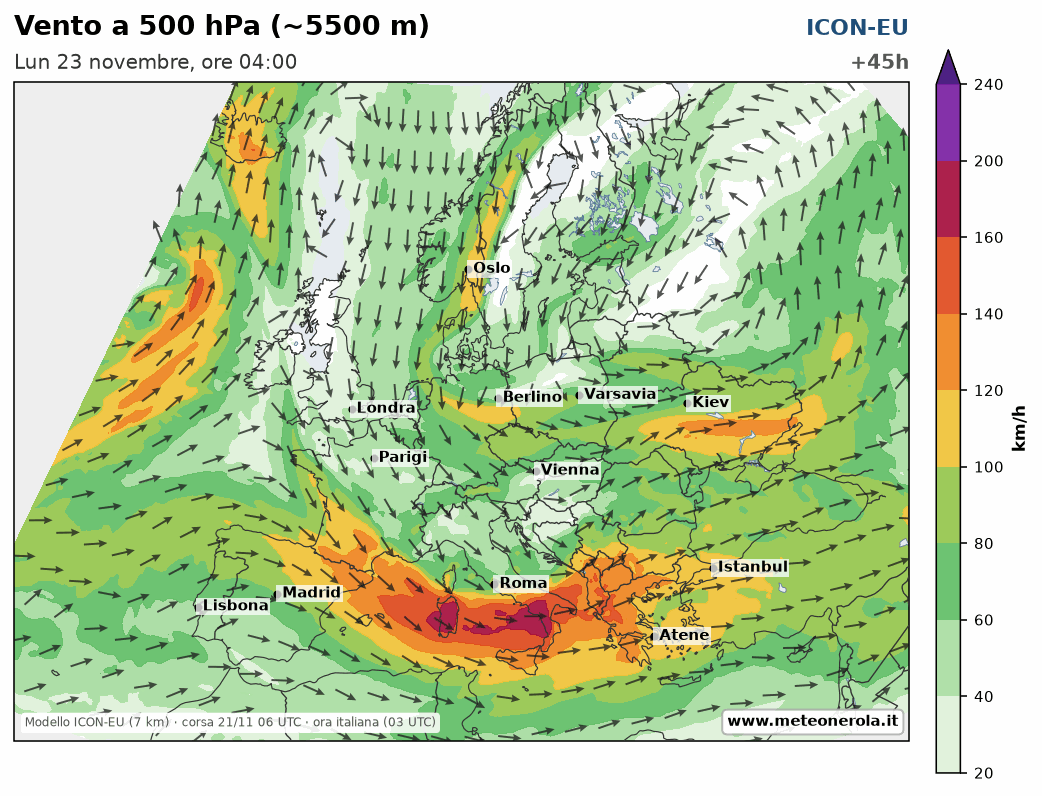 Vento a 500 hPa (~5500 m)
ICON-EU
Lun 23 novembre, ore 04:00
+45h
240
200
160
140
120
100
80
60
40
20
km/h
Oslo
Londra
Berlino
Varsavia
Kiev
Parigi
Vienna
Lisbona
Madrid
Roma
Istanbul
Atene
Modello ICON-EU (7 km) · corsa 21/11 06 UTC · ora italiana (03 UTC)
www.meteonerola.it